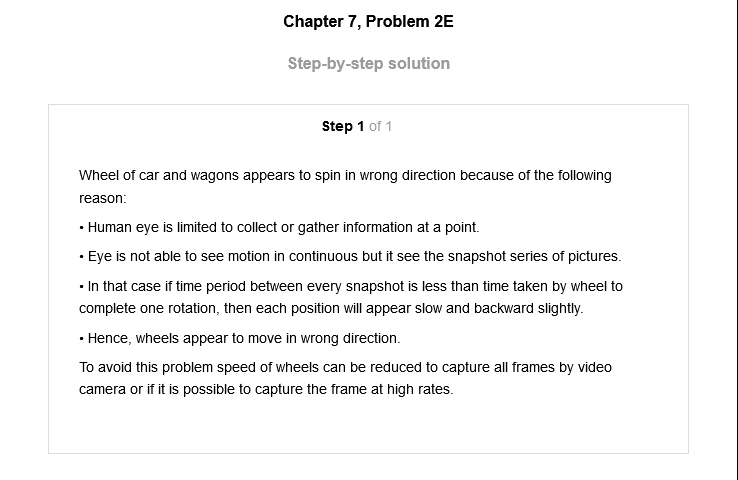 Chapter 7, Problem 2E
Step-by-step solution
Step 1 of 1
Wheel of car and wagons appears to spin in wrong direction because of the following
reason:
• Human eye is limited to collect or gather information at a point.
• Eye is not able to see motion in continuous but it see the snapshot series of pictures.
• In that case if time period between every snapshot is less than time taken by wheel to
complete one rotation, then each position will appear slow and backward slightly.
• Hence, wheels appear to move in wrong direction.
To avoid this problem speed of wheels can be reduced to capture all frames by video
camera or if it is possible to capture the frame at high rates.